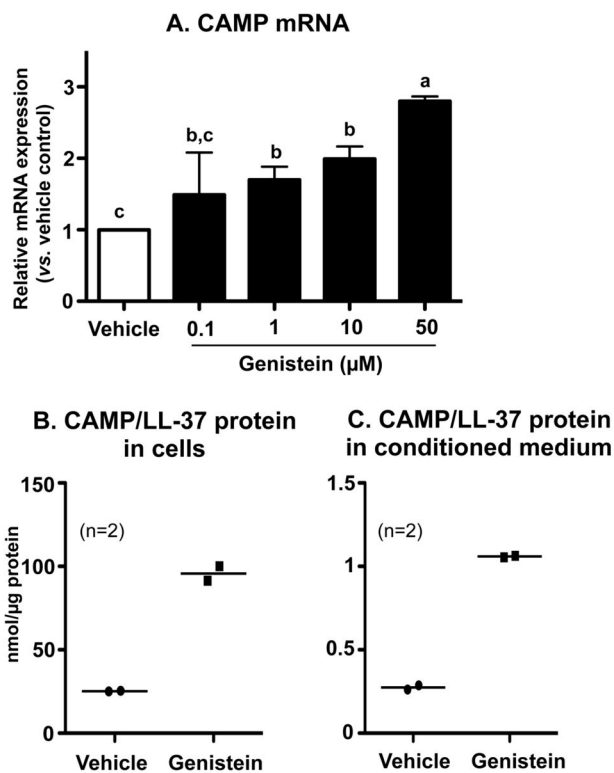 A. CAMP mRNA
Relative mRNA expression
(vs. vehicle control)
3
2
1
0
c
b,c
b
b
a
Vehicle
0.1
1
10
50
Genistein (µM)
B. CAMP/LL-37 protein
in cells
nmol/µg protein
150
100
50
0
(n=2)
Vehicle
Genistein
C. CAMP/LL-37 protein
in conditioned medium
1.5
1
0.5
0
(n=2)
Vehicle
Genistein